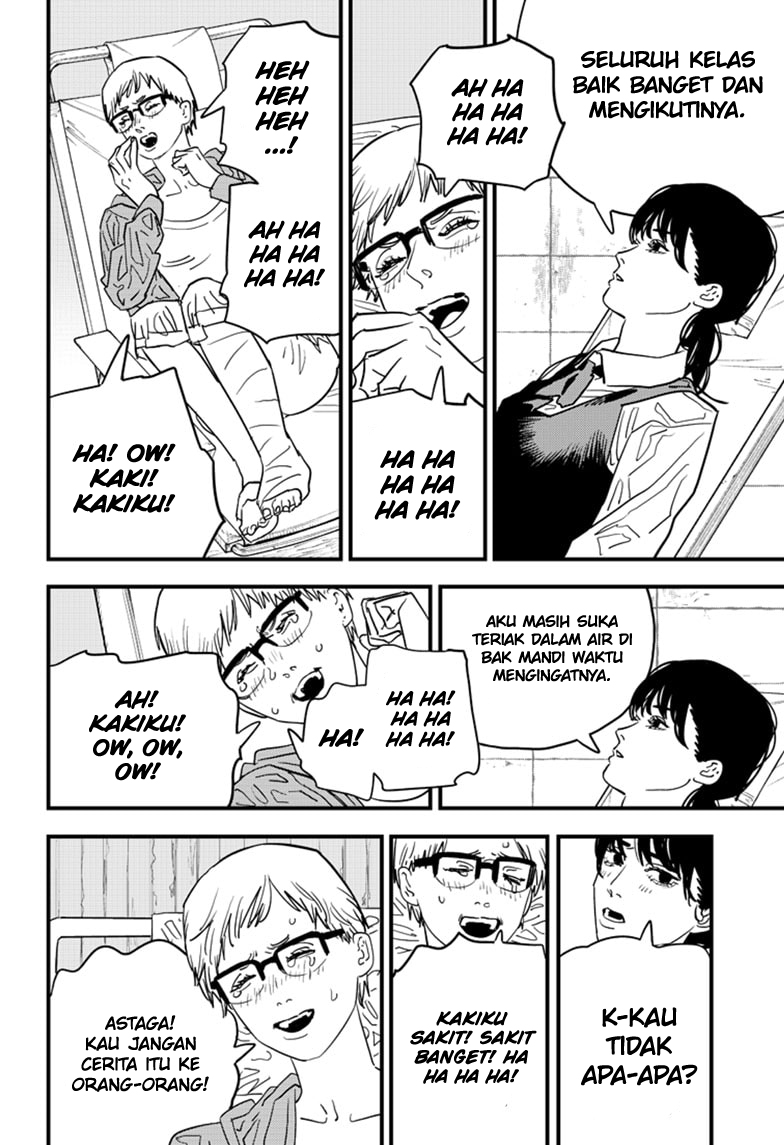 SELURUH KELAS
BAIK BANGET DAN
MENGIKUTINYA.
AH HA
HA HA
HA HA!
HA HA
HA HA
HA HA!
HEH
HEH
HEH
...!
AH HA
HA HA
HA HA!
HA! OW!
KAKI!
KAKIKU!
AKU MASIH SUKA
TERIAK DALAM AIR DI
BAK MANDI WAKTU
MENGINGATNYA.
HA HA!
HA HA
HA HA!
HA!
AH!
KAKIKU!
OW, OW,
OW!
K-KAU
TIDAK
APA-APA?
KAKIKU
SAKIT! SAKIT
BANGET! HA
HA HA HA!
ASTAGA!
KAU JANGAN
CERITA ITU KE
ORANG-ORANG!